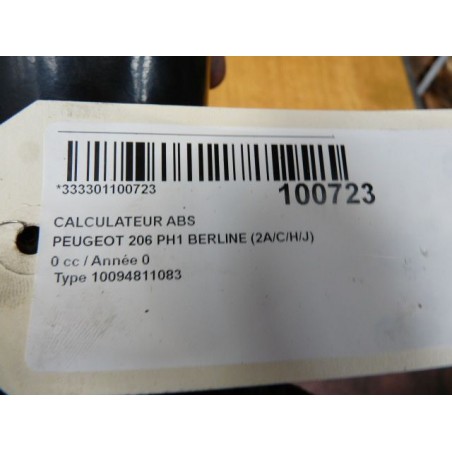 *333301100723
100723
CALCULATEUR ABS
PEUGEOT 206 PH1 BERLINE (2A/C/H/J)
0 cc / Année 0
Type 10094811083